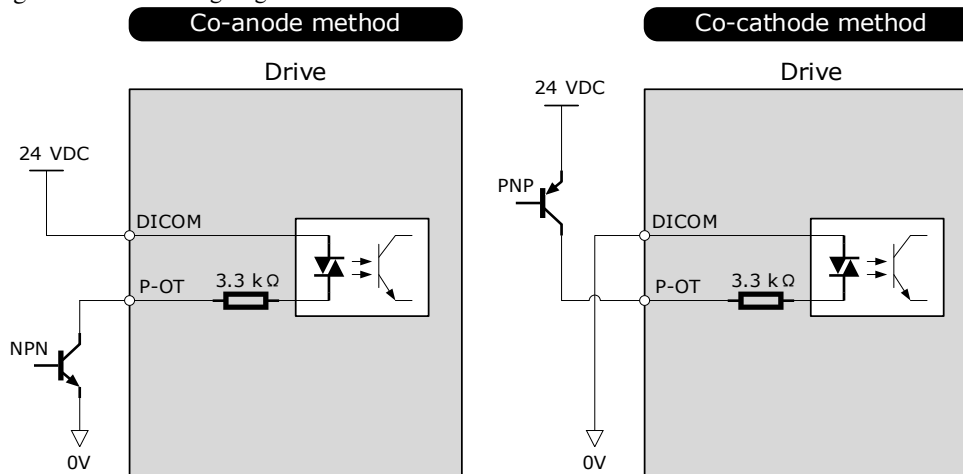 Co-anode method
Drive
24 VDC
DICOM
P-OT
3.3 kΩ
NPN
0V
Co-cathode method
Drive
24 VDC
PNP
DICOM
P-OT
3.3 kΩ
0V